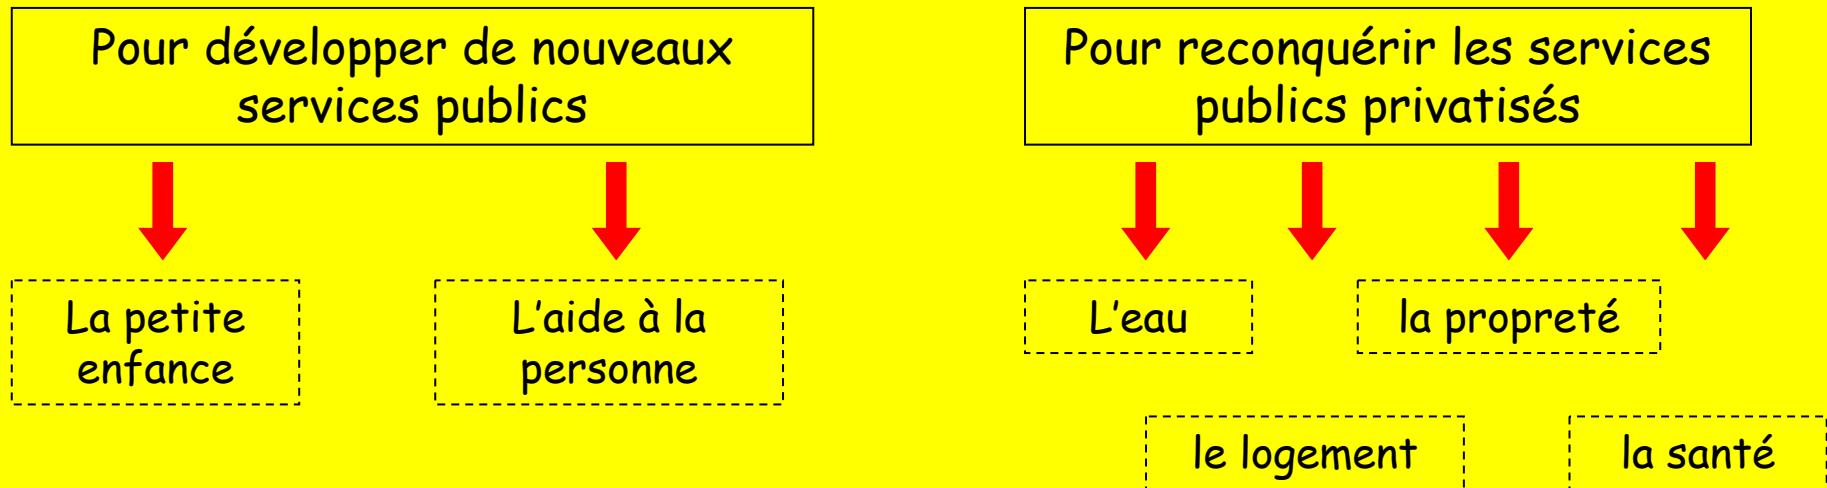 Pour développer de nouveaux
services publics
Pour reconquérir les services
publics privatisés
La petite
enfance
L'aide à la
personne
L'eau
la propreté
le logement
la santé